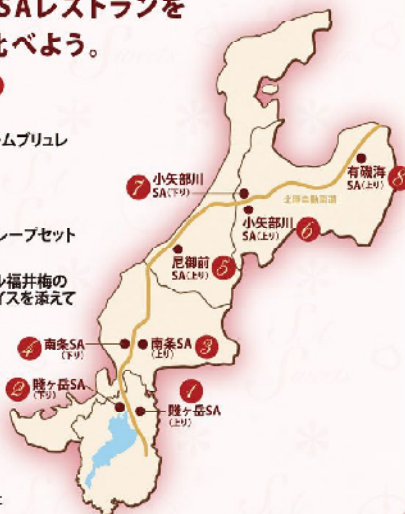 SAレストランを
比べよう。
ームブリュレ
レープセット
ル福井梅の
イスを添えて
有磯海
SA(上り)
8
7
小矢部川
SA(下り)
北陸自動車道
小矢部川
SA(上り)
6
尼御前
SA(上り)
5
4
南条SA
(下り)
南条SA
(上り)
3
2
賤ヶ岳SA
(下り)
1
賤ヶ岳SA
(上り)